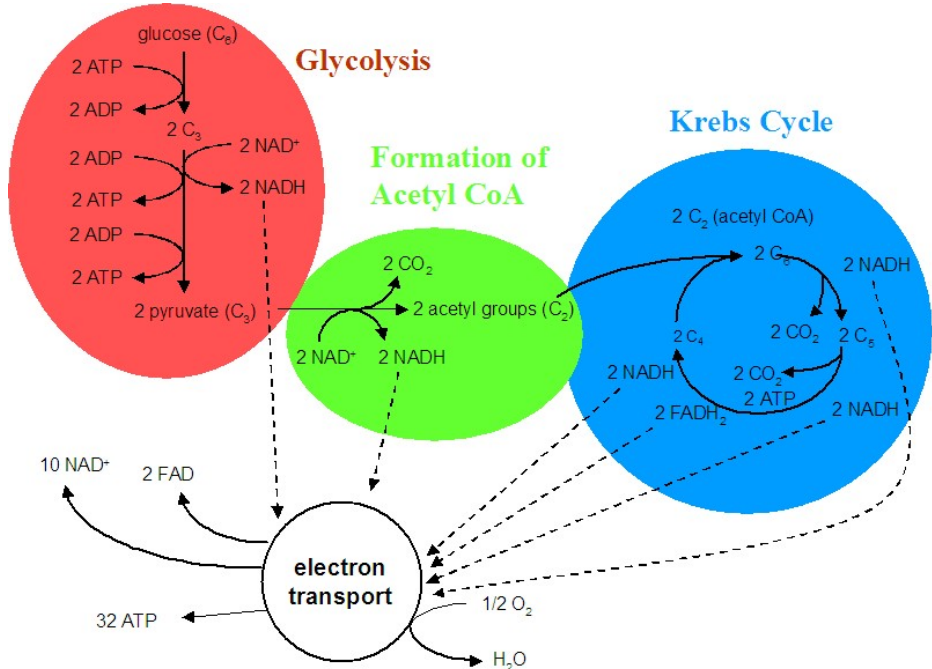 glucose (C₆)
Glycolysis
2 ATP
2 ADP
2 C₃
2 ADP
2 NAD⁺
2 ATP
2 NADH
2 ADP
2 ATP
2 pyruvate (C₃)
Formation of
Acetyl CoA
2 CO₂
2 acetyl groups (C₂)
2 NAD⁺
2 NADH
Krebs Cycle
2 C₂ (acetyl CoA)
2 C₆
2 NADH
2 CO₂
2 C₅
2 C₄
2 CO₂
2 ATP
2 NADH
2 FADH₂
2 NADH
10 NAD⁺
2 FAD
electron
transport
32 ATP
1/2 O₂
H₂O